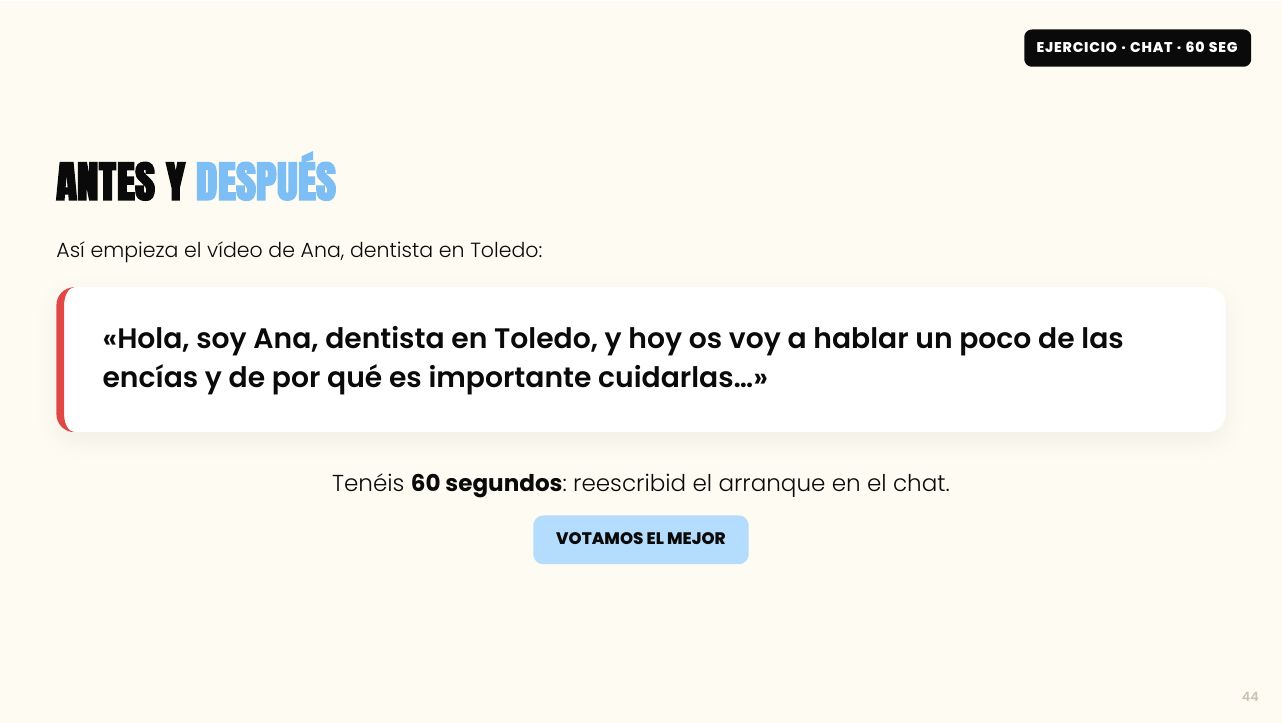 EJERCICIO · CHAT · 60 SEG
ANTES Y DESPUÉS
Así empieza el vídeo de Ana, dentista en Toledo:
«Hola, soy Ana, dentista en Toledo, y hoy os voy a hablar un poco de las
encías y de por qué es importante cuidarlas...»
Tenéis 60 segundos: reescribid el arranque en el chat.
VOTAMOS EL MEJOR
44